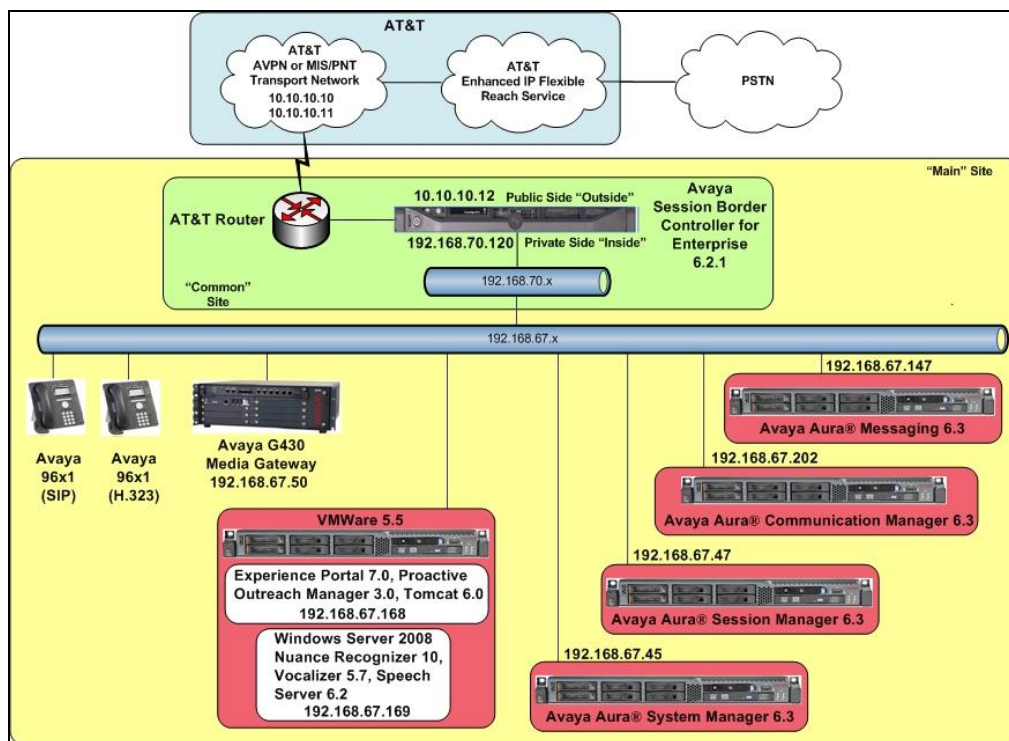 AT&T
AT&T
AVPN or MIS/PNT
Transport Network
10.10.10.10
10.10.10.11
AT&T
Enhanced IP Flexible
Reach Service
PSTN
"Main" Site
AT&T Router
10.10.10.12
Public Side "Outside"
192.168.70.120
Private Side "Inside"
Avaya
Session Border
Controller for
Enterprise
6.2.1
192.168.70.x
"Common"
Site
192.168.67.x
Avaya
96x1
(SIP)
Avaya
96x1
(H.323)
Avaya G430
Media Gateway
192.168.67.50
192.168.67.147
Avaya Aura® Messaging 6.3
192.168.67.202
Avaya Aura® Communication Manager 6.3
192.168.67.47
Avaya Aura® Session Manager 6.3
192.168.67.45
Avaya Aura® System Manager 6.3
VMWare 5.5
Experience Portal 7.0, Proactive
Outreach Manager 3.0, Tomcat 6.0
192.168.67.168
Windows Server 2008
Nuance Recognizer 10,
Vocalizer 5.7, Speech
Server 6.2
192.168.67.169